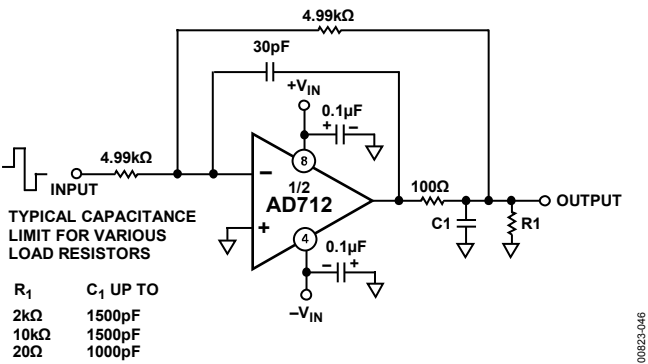 4.99kΩ
30pF
+VIN
0.1µF
+ –
4.99kΩ
INPUT
–
8
1/2
AD712
+
4
100Ω
C1
R1
OUTPUT
0.1µF
– +
–VIN
TYPICAL CAPACITANCE
LIMIT FOR VARIOUS
LOAD RESISTORS
R1 C1 UP TO
2kΩ 1500pF
10kΩ 1500pF
20Ω 1000pF
00823-046